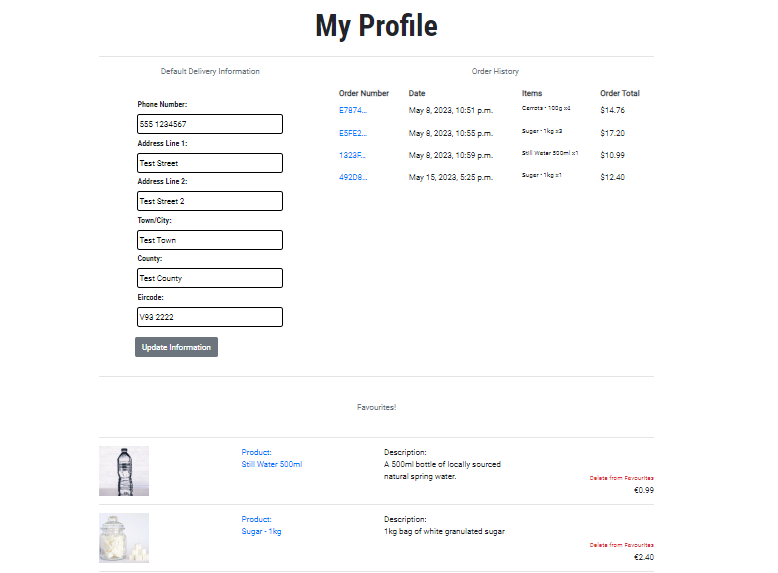 My Profile
Default Delivery Information
Phone Number:
555 1234567
Address Line 1:
Test Street
Address Line 2:
Test Street 2
Town/City:
Test Town
County:
Test County
Eircode:
V93 2222
Update Information
Order History
Order Number Date Items Order Total
E7874... May 8, 2023, 10:51 p.m. Carrots - 100g x4 $14.76
E5FE2... May 8, 2023, 10:55 p.m. Sugar - 1kg x3 $17.20
1323F... May 8, 2023, 10:59 p.m. Still Water 500ml x1 $10.99
492D8... May 15, 2023, 5:25 p.m. Sugar - 1kg x1 $12.40
Favourites!
Product:
Still Water 500ml
Description:
A 500ml bottle of locally sourced
natural spring water.
Delete from Favourites
€0.99
Product:
Sugar - 1kg
Description:
1kg bag of white granulated sugar
Delete from Favourites
€2.40